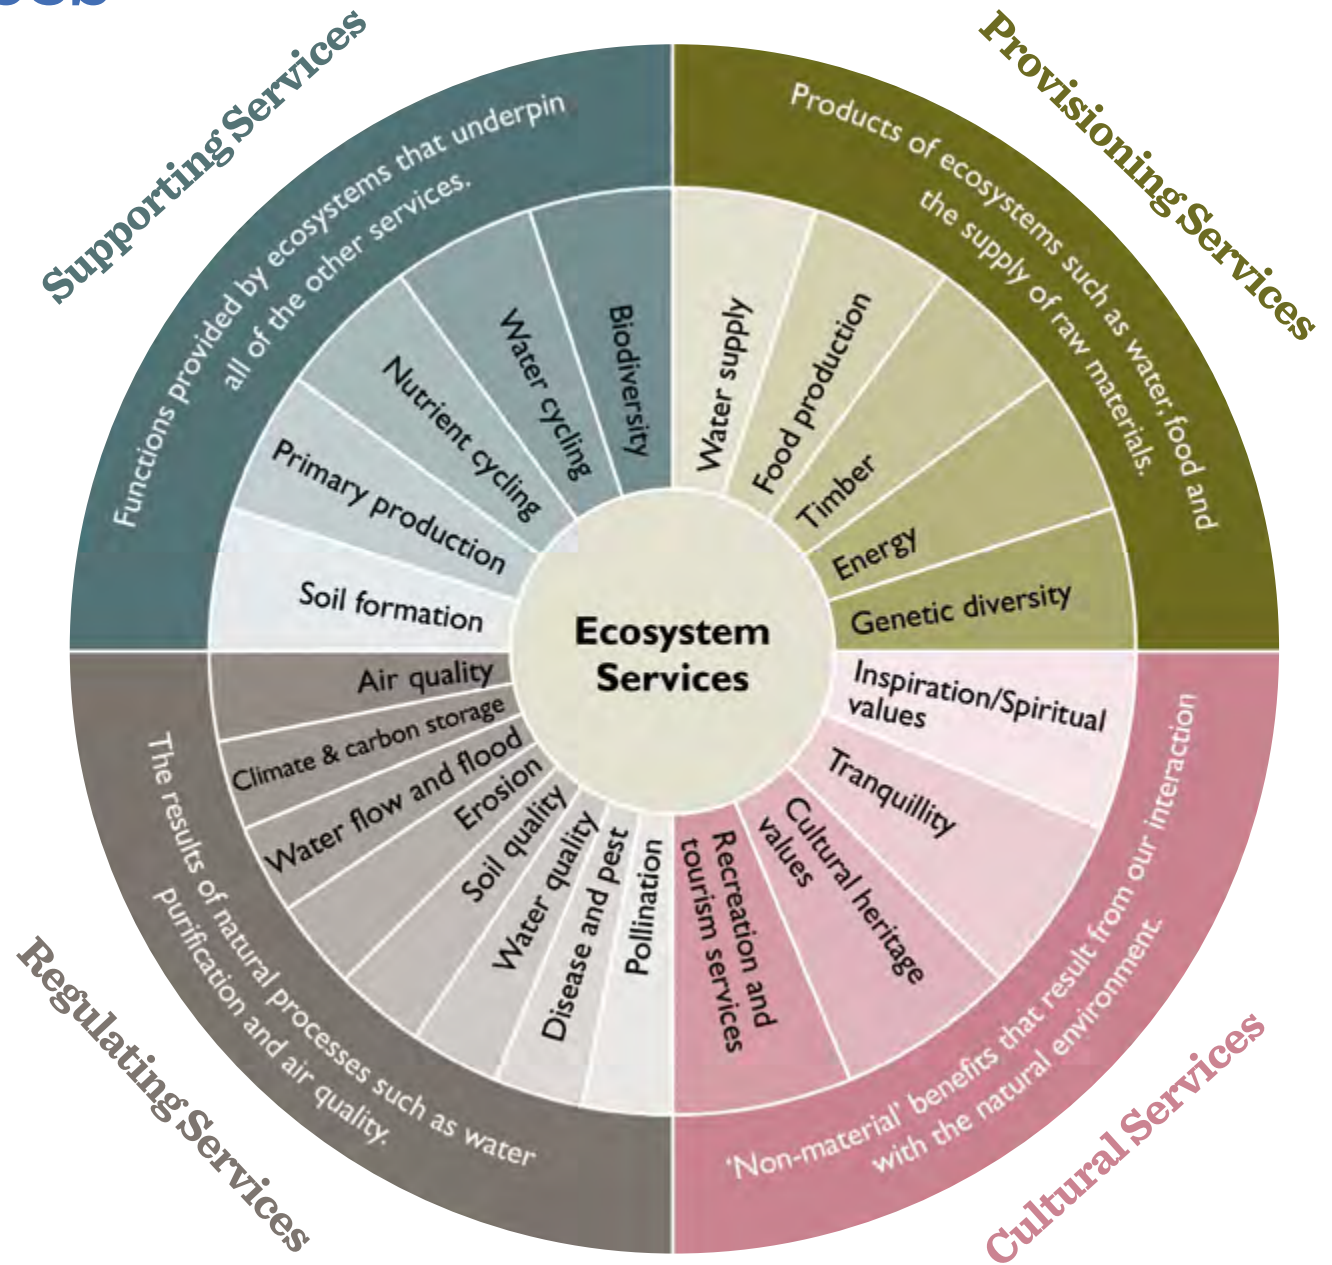 Supporting Services
Functions provided by ecosystems that underpin
all of the other services.
Biodiversity
Water cycling
Nutrient cycling
Primary production
Soil formation
Provisioning Services
Products of ecosystems such as water, food and
the supply of raw materials.
Water supply
Food production
Timber
Energy
Genetic diversity
Ecosystem
Services
Regulating Services
The results of natural processes such as water
purification and air quality.
Air quality
Climate & carbon storage
Water flow and flood
Erosion
Soil quality
Water quality
Disease and pest
Pollination
Cultural Services
'Non-material' benefits that result from our interaction
with the natural environment.
Inspiration/Spiritual
values
Tranquillity
Cultural heritage
values
Recreation and
tourism services